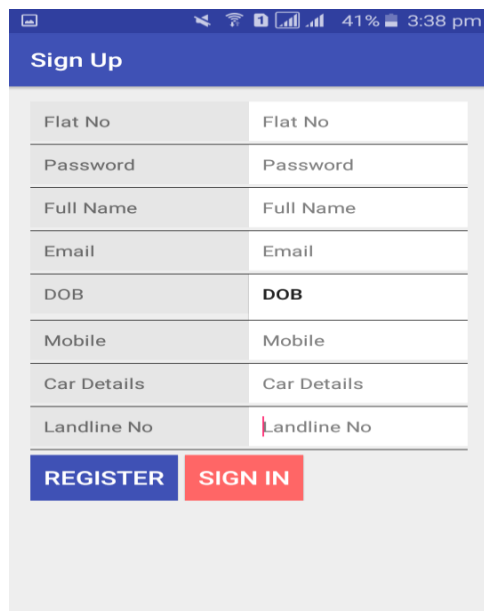 1 41% 3:38 pm
Sign Up
Flat No Flat No
Password Password
Full Name Full Name
Email Email
DOB DOB
Mobile Mobile
Car Details Car Details
Landline No Landline No
REGISTER SIGN IN